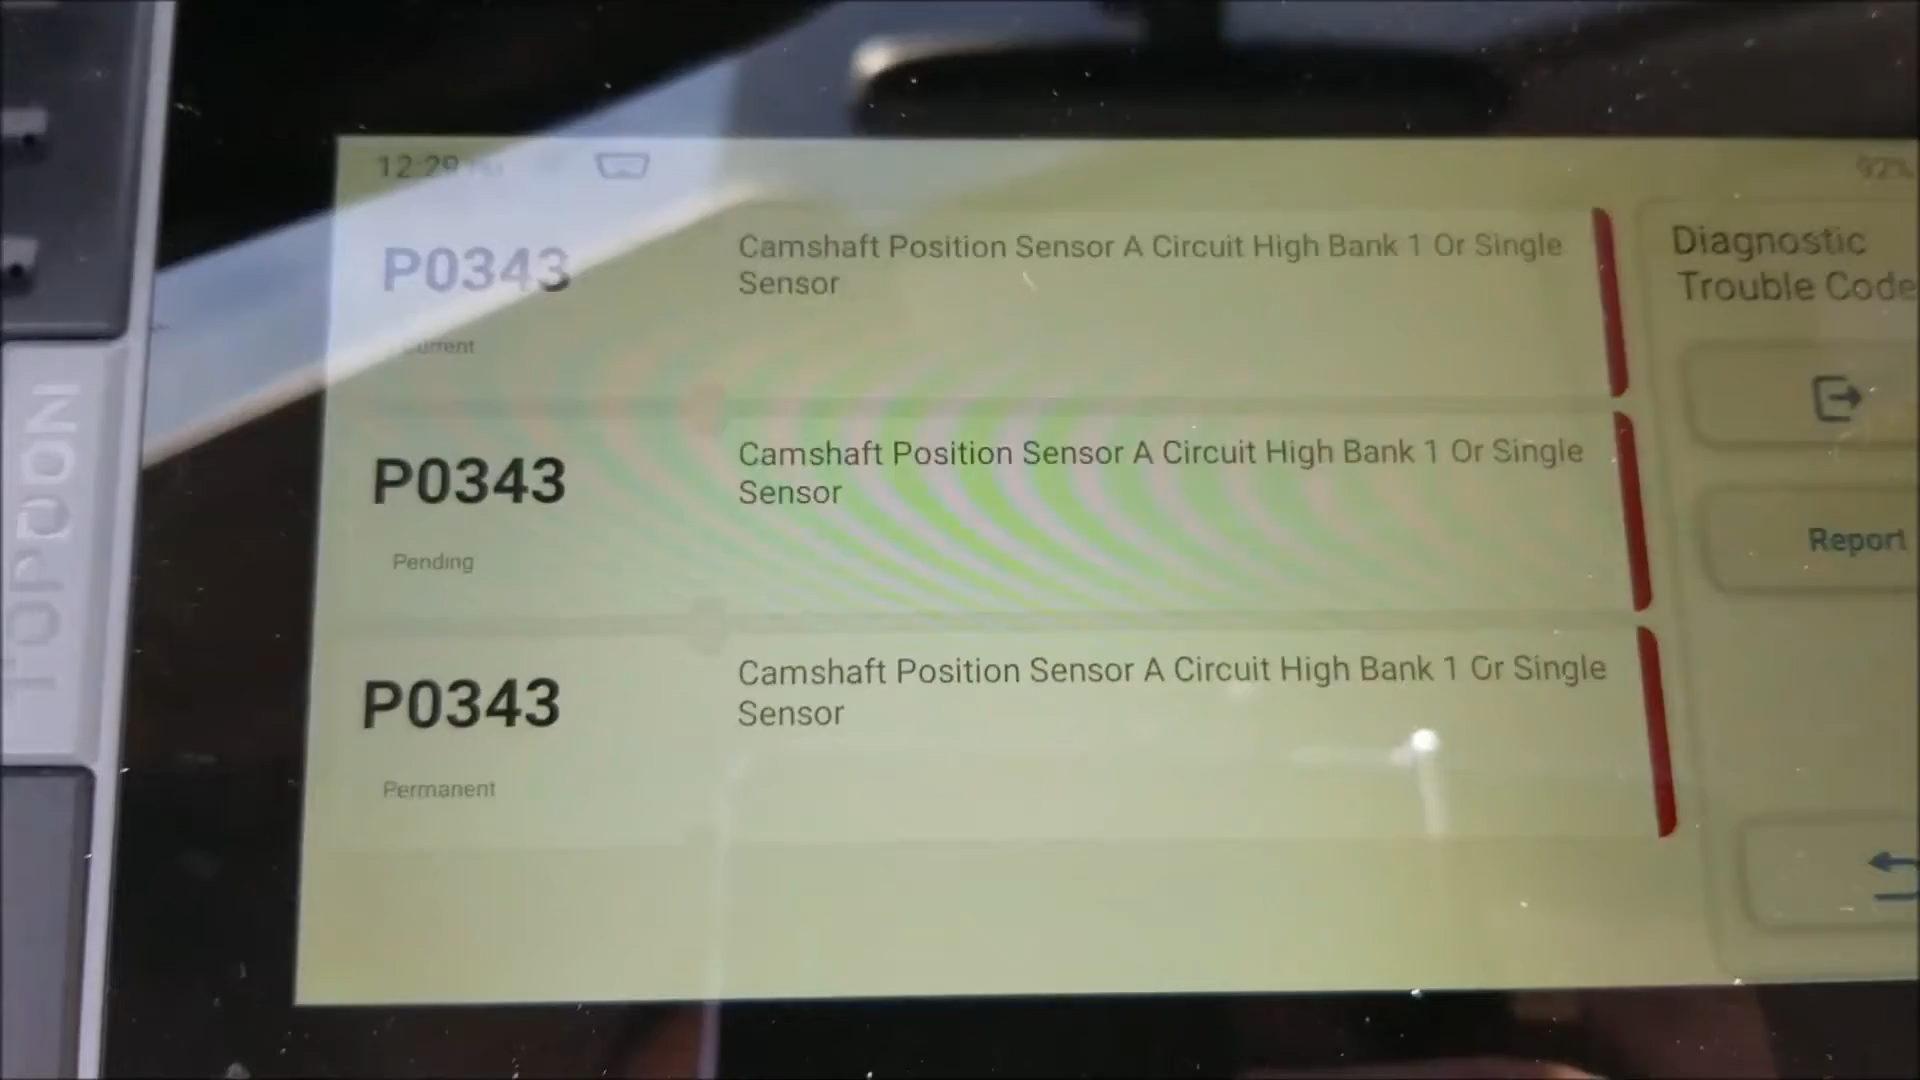 12:29
92%
P0343
Camshaft Position Sensor A Circuit High Bank 1 Or Single
Sensor
Current
P0343
Camshaft Position Sensor A Circuit High Bank 1 Or Single
Sensor
Pending
P0343
Camshaft Position Sensor A Circuit High Bank 1 Or Single
Sensor
Permanent
Diagnostic
Trouble Code
Report
TOPDON